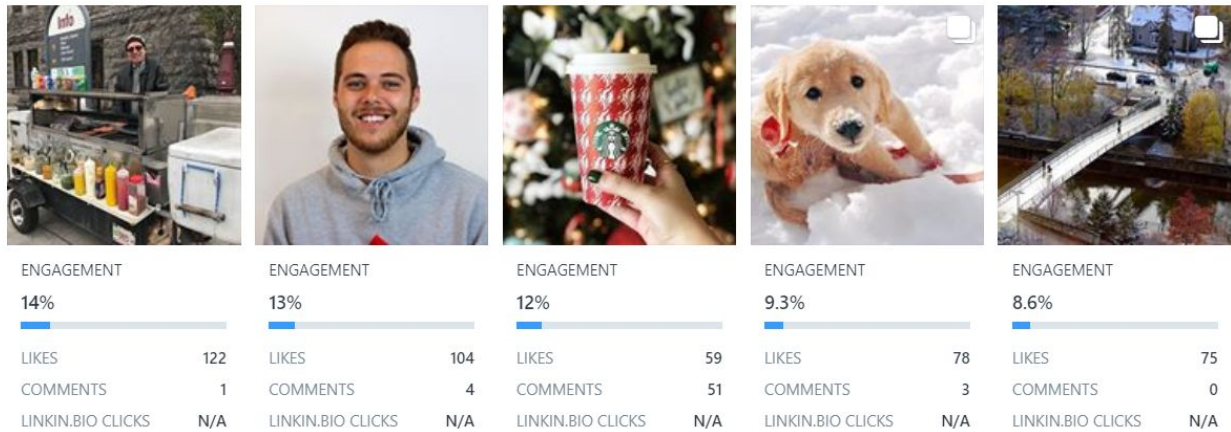 Info
ENGAGEMENT
14%
LIKES 122
COMMENTS 1
LINKIN.BIO CLICKS N/A
ENGAGEMENT
13%
LIKES 104
COMMENTS 4
LINKIN.BIO CLICKS N/A
ENGAGEMENT
12%
LIKES 59
COMMENTS 51
LINKIN.BIO CLICKS N/A
ENGAGEMENT
9.3%
LIKES 78
COMMENTS 3
LINKIN.BIO CLICKS N/A
ENGAGEMENT
8.6%
LIKES 75
COMMENTS 0
LINKIN.BIO CLICKS N/A